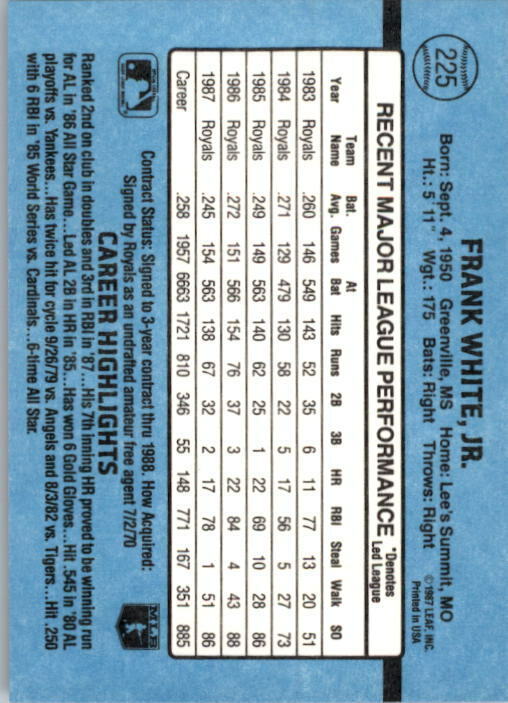 225
FRANK WHITE, JR.
©1987 LEAF, INC.
Printed in USA
Born: Sept. 4, 1950 Greenville, MS Home: Lee's Summit, MO
Ht.: 5' 11" Wgt.: 175 Bats: Right Throws: Right
RECENT MAJOR LEAGUE PERFORMANCE *Denotes Led League
Year Team Name Bat. Avg. Games At Bat Hits Runs 2B 3B HR RBI Steal Walk SO
1983 Royals .260 146 549 143 52 35 6 11 77 13 20 51
1984 Royals .271 129 479 130 58 22 5 17 56 5 27 73
1985 Royals .249 149 563 140 62 25 1 22 69 10 28 86
1986 Royals .272 151 566 154 76 37 3 22 84 4 43 88
1987 Royals .245 154 563 138 67 32 2 17 78 1 51 86
Career .258 1957 6663 1721 810 346 55 148 771 167 351 885
Contract Status: Signed to 3-year contract thru 1988. How Acquired:
Signed by Royals as an undrafted amateur free agent 7/2/70
MLB
CAREER HIGHLIGHTS
Ranked 2nd on club in doubles and 3rd in RBI in '87...His 7th inning HR proved to be winning run
for AL in '86 All Star Game...Led AL 2B in HR in '85...Has won 6 Gold Gloves...Hit .545 in '80 AL
playoffs vs. Yankees...Has twice hit for cycle 9/26/79 vs. Angels and 8/3/82 vs. Tigers...Hit .250
with 6 RBI in '85 World Series vs. Cardinals...6-time All Star.